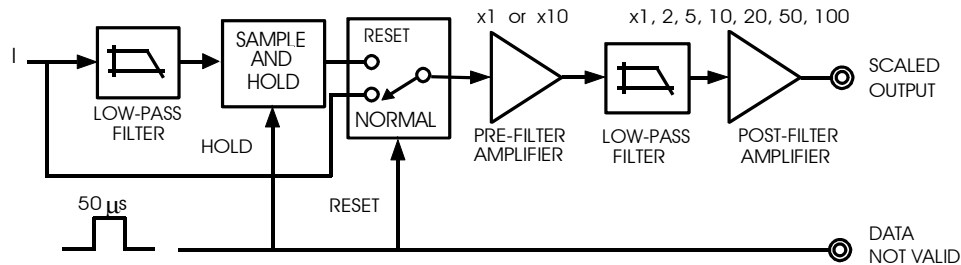 x1 or x10
x1, 2, 5, 10, 20, 50, 100
I
SAMPLE
AND
HOLD
RESET
NORMAL
LOW-PASS
FILTER
HOLD
PRE-FILTER
AMPLIFIER
LOW-PASS
FILTER
POST-FILTER
AMPLIFIER
SCALED
OUTPUT
RESET
50 μs
DATA
NOT VALID